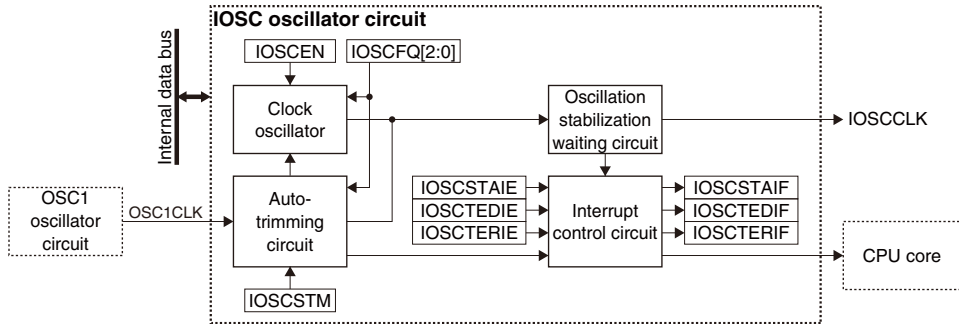 IOSC oscillator circuit
Internal data bus
IOSCEN
IOSCFQ[2:0]
Clock
oscillator
Oscillation
stabilization
waiting circuit
IOSCCLK
OSC1
oscillator
circuit
OSC1CLK
Auto-
trimming
circuit
IOSCSTAIE
IOSCTEDIE
IOSCTERIE
Interrupt
control circuit
IOSCSTAIF
IOSCTEDIF
IOSCTERIF
CPU core
IOSCSTM